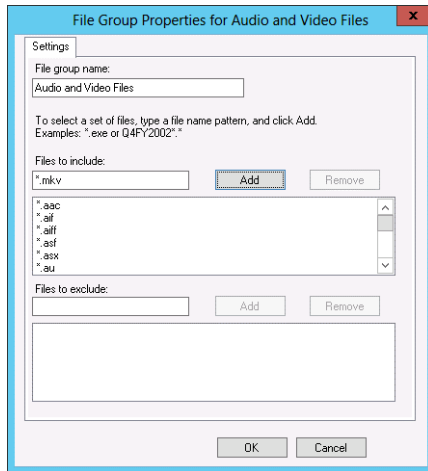 File Group Properties for Audio and Video Files
x
Settings
File group name:
Audio and Video Files
To select a set of files, type a file name pattern, and click Add.
Examples: *.exe or Q4FY2002*.*
Files to include:
*.mkv Add Remove
*.aac
*.aif
*.aiff
*.asf
*.asx
*.au
Files to exclude:
Add Remove
OK Cancel